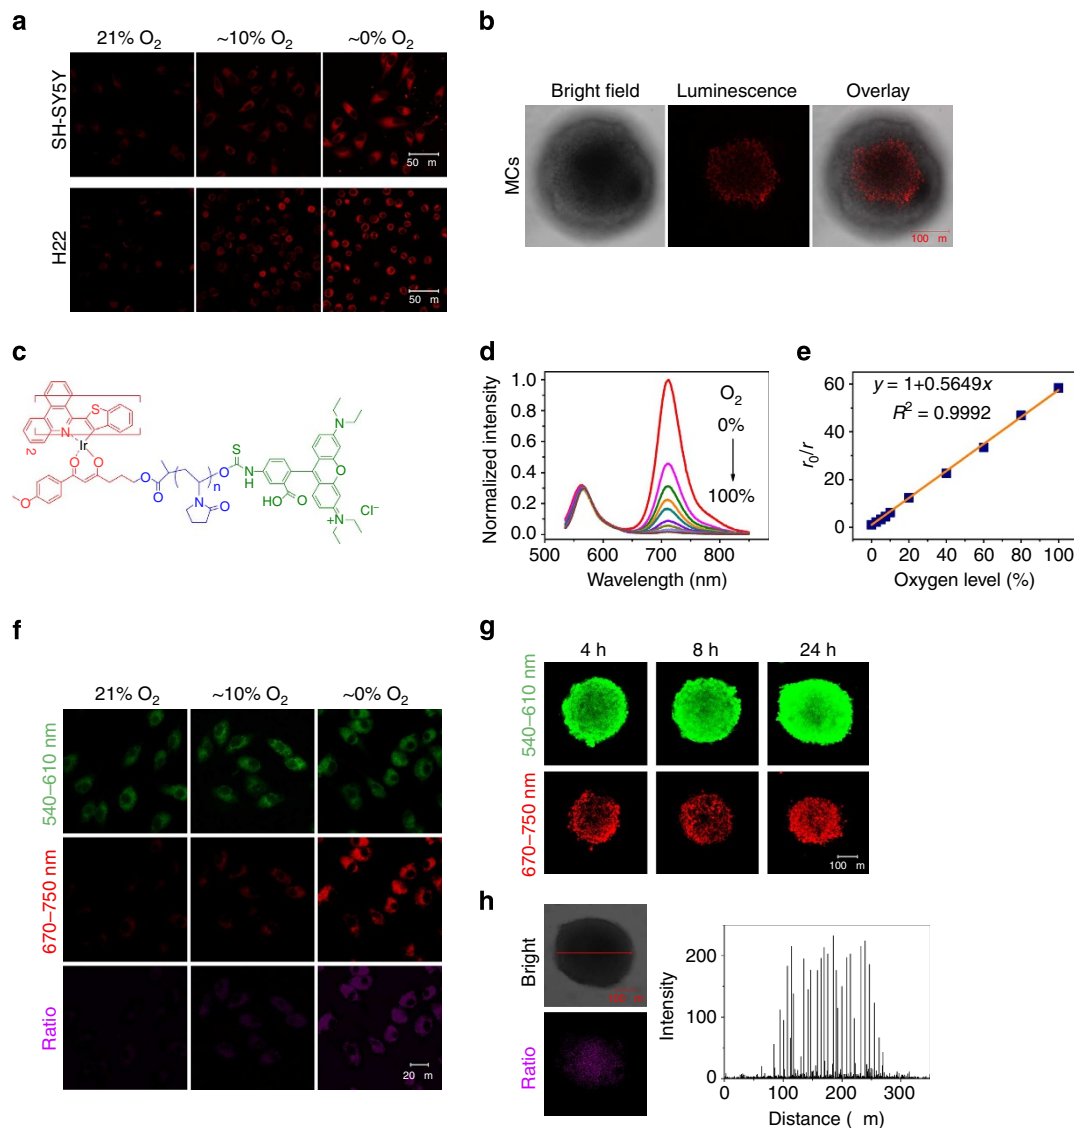 a
21% O2
~10% O2
~0% O2
SH-SY5Y
50 m
H22
50 m
b
Bright field
Luminescence
Overlay
MCs
100 m
c
S
N
2
Ir
O
O
O
O
O
n
N
O
O
S
NH
HO
O
N
O
N
+
Cl−
d
Normalized intensity
1.0
0.8
0.6
0.4
0.2
0.0
O2
0%
100%
500
600
700
800
Wavelength (nm)
e
r0/r
60
40
20
0
y = 1+0.5649x
R2 = 0.9992
0
20
40
60
80
100
Oxygen level (%)
f
21% O2
~10% O2
~0% O2
540–610 nm
670–750 nm
Ratio
20 m
g
4 h
8 h
24 h
540–610 nm
670–750 nm
100 m
h
Bright
100 m
Ratio
Intensity
200
100
0
0
100
200
300
Distance ( m)